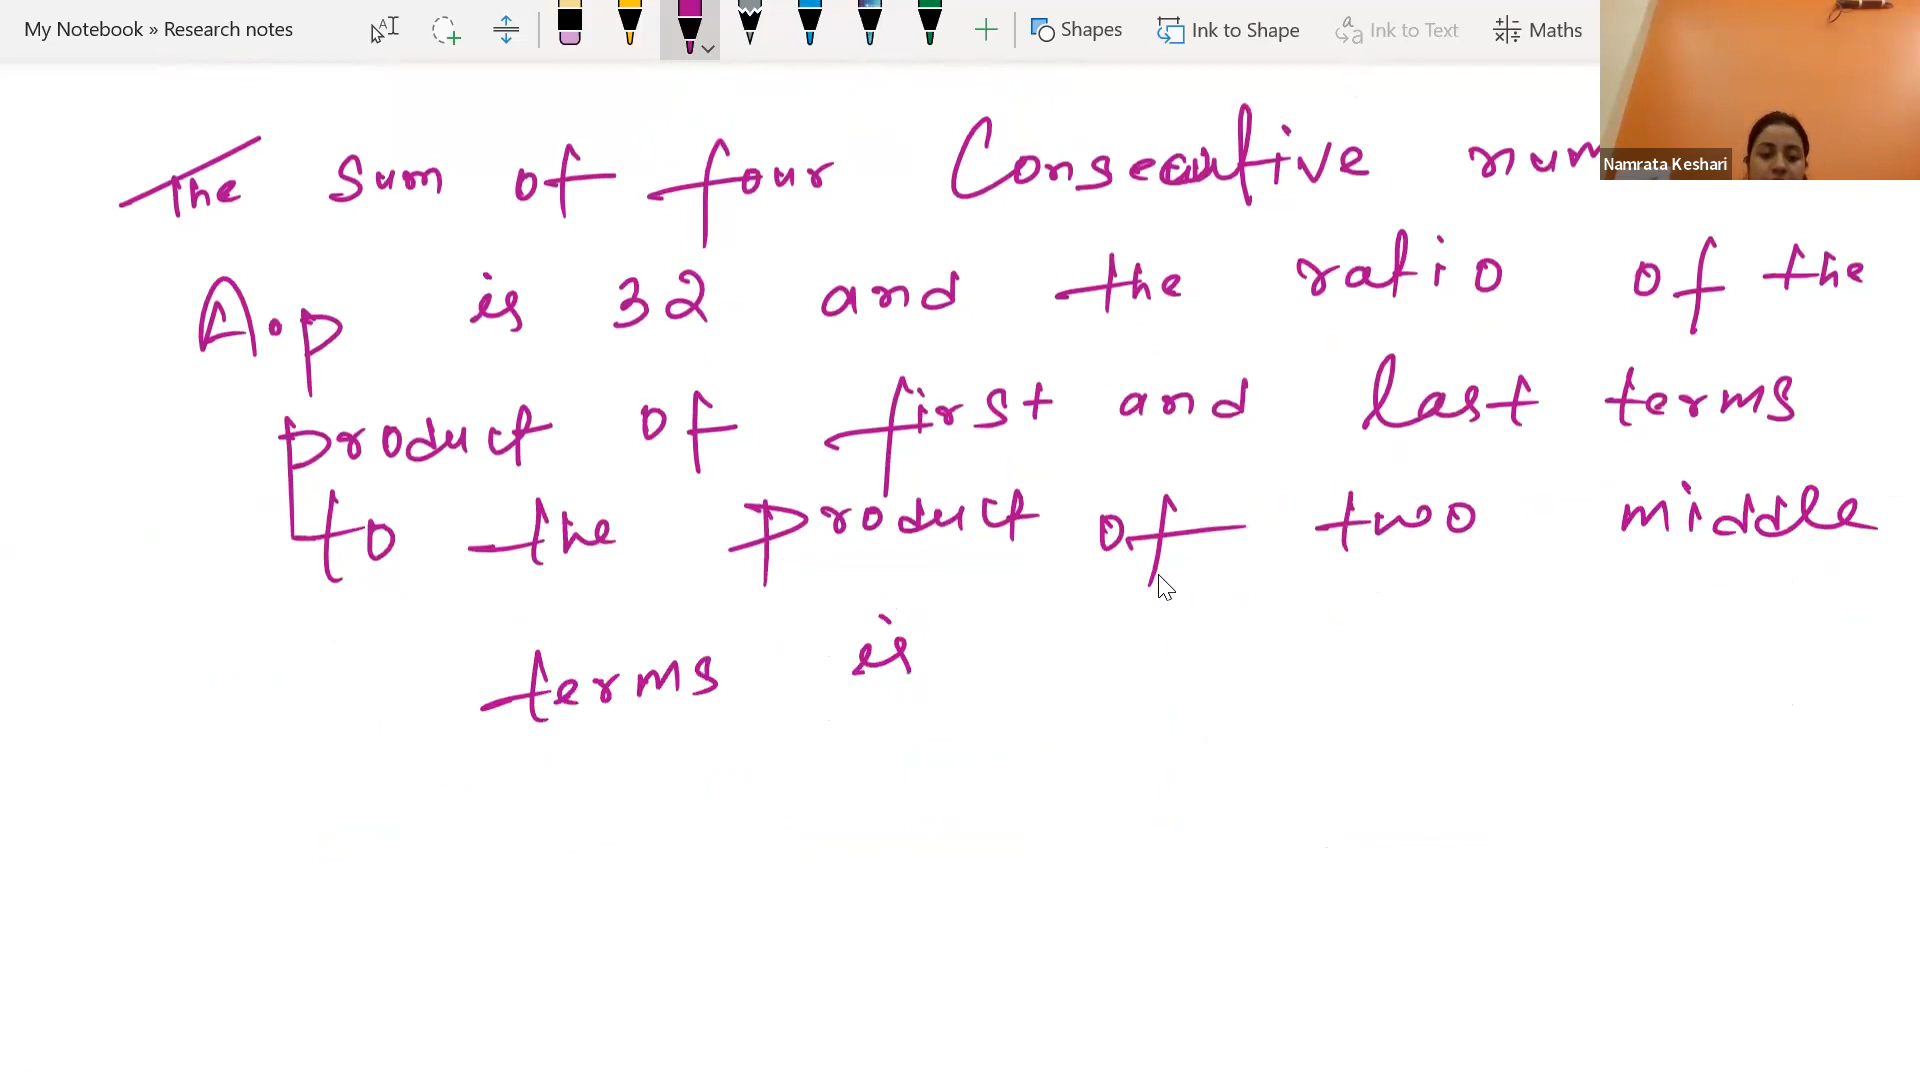 My Notebook » Research notes
Shapes
Ink to Shape
Ink to Text
Maths
Namrata Keshari
The sum of four Consecutive num
A.p is 32 and the ratio of the
product of first and last terms
to the product of two middle
terms is